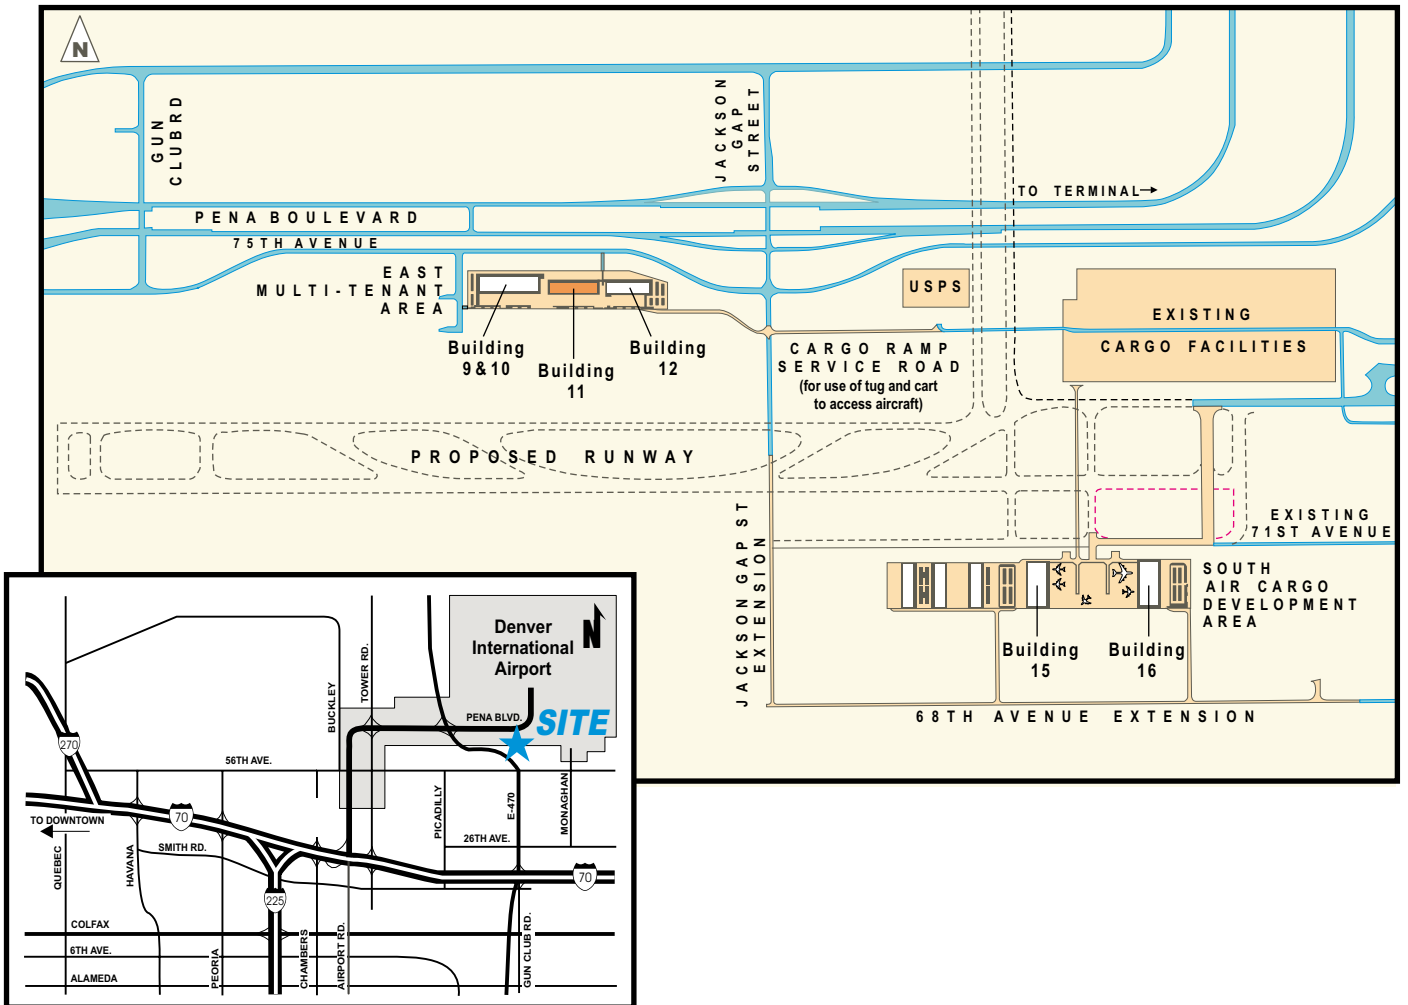 N
GUN
CLUBRD
JACKSON
GAP
STREET
TO TERMINAL
PENA BOULEVARD
75TH AVENUE
EAST
MULTI-TENANT
AREA
USPS
EXISTING
CARGO FACILITIES
Building
9&10
Building
11
Building
12
CARGO RAMP
SERVICE ROAD
(for use of tug and cart
to access aircraft)
PROPOSED RUNWAY
JACKSON GAP ST
EXTENSION
EXISTING
71ST AVENUE
SOUTH
AIR CARGO
DEVELOPMENT
AREA
Building
15
Building
16
68TH AVENUE EXTENSION
Denver
International
Airport
N
BUCKLEY
TOWER RD.
PENA BLVD.
SITE
270
56TH AVE.
PICADILLY
E-470
MONAGHAN
70
TO DOWNTOWN
26TH AVE.
SMITH RD.
QUEBEC
HAVANA
70
225
COLFAX
6TH AVE.
ALAMEDA
PEORIA
CHAMBERS
AIRPORT RD.
GUN CLUB RD.